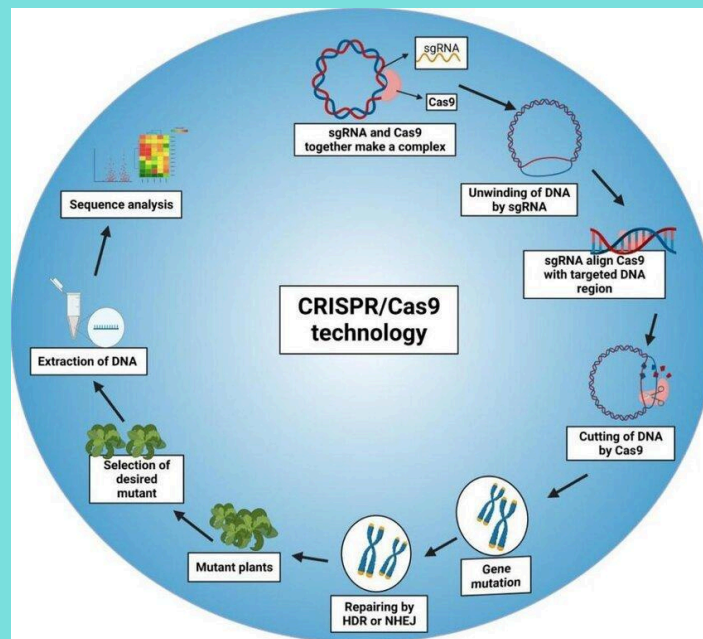 sgRNA
Cas9
sgRNA and Cas9
together make a complex
Unwinding of DNA
by sgRNA
sgRNA align Cas9
with targeted DNA
region
Cutting of DNA
by Cas9
Gene
mutation
Repairing by
HDR or NHEJ
Mutant plants
Selection of
desired
mutant
Extraction of DNA
Sequence analysis
CRISPR/Cas9
technology